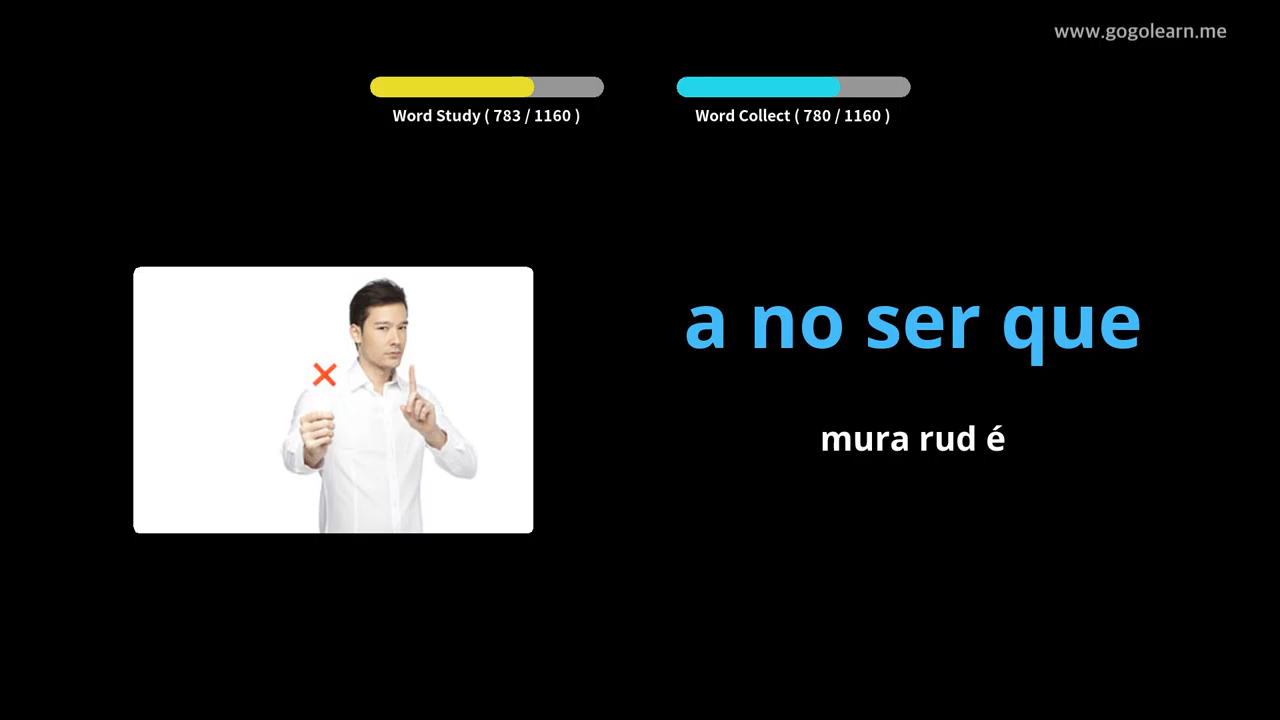 www.gogolearn.me
Word Study ( 783 / 1160 )
Word Collect ( 780 / 1160 )
a no ser que
mura rud é